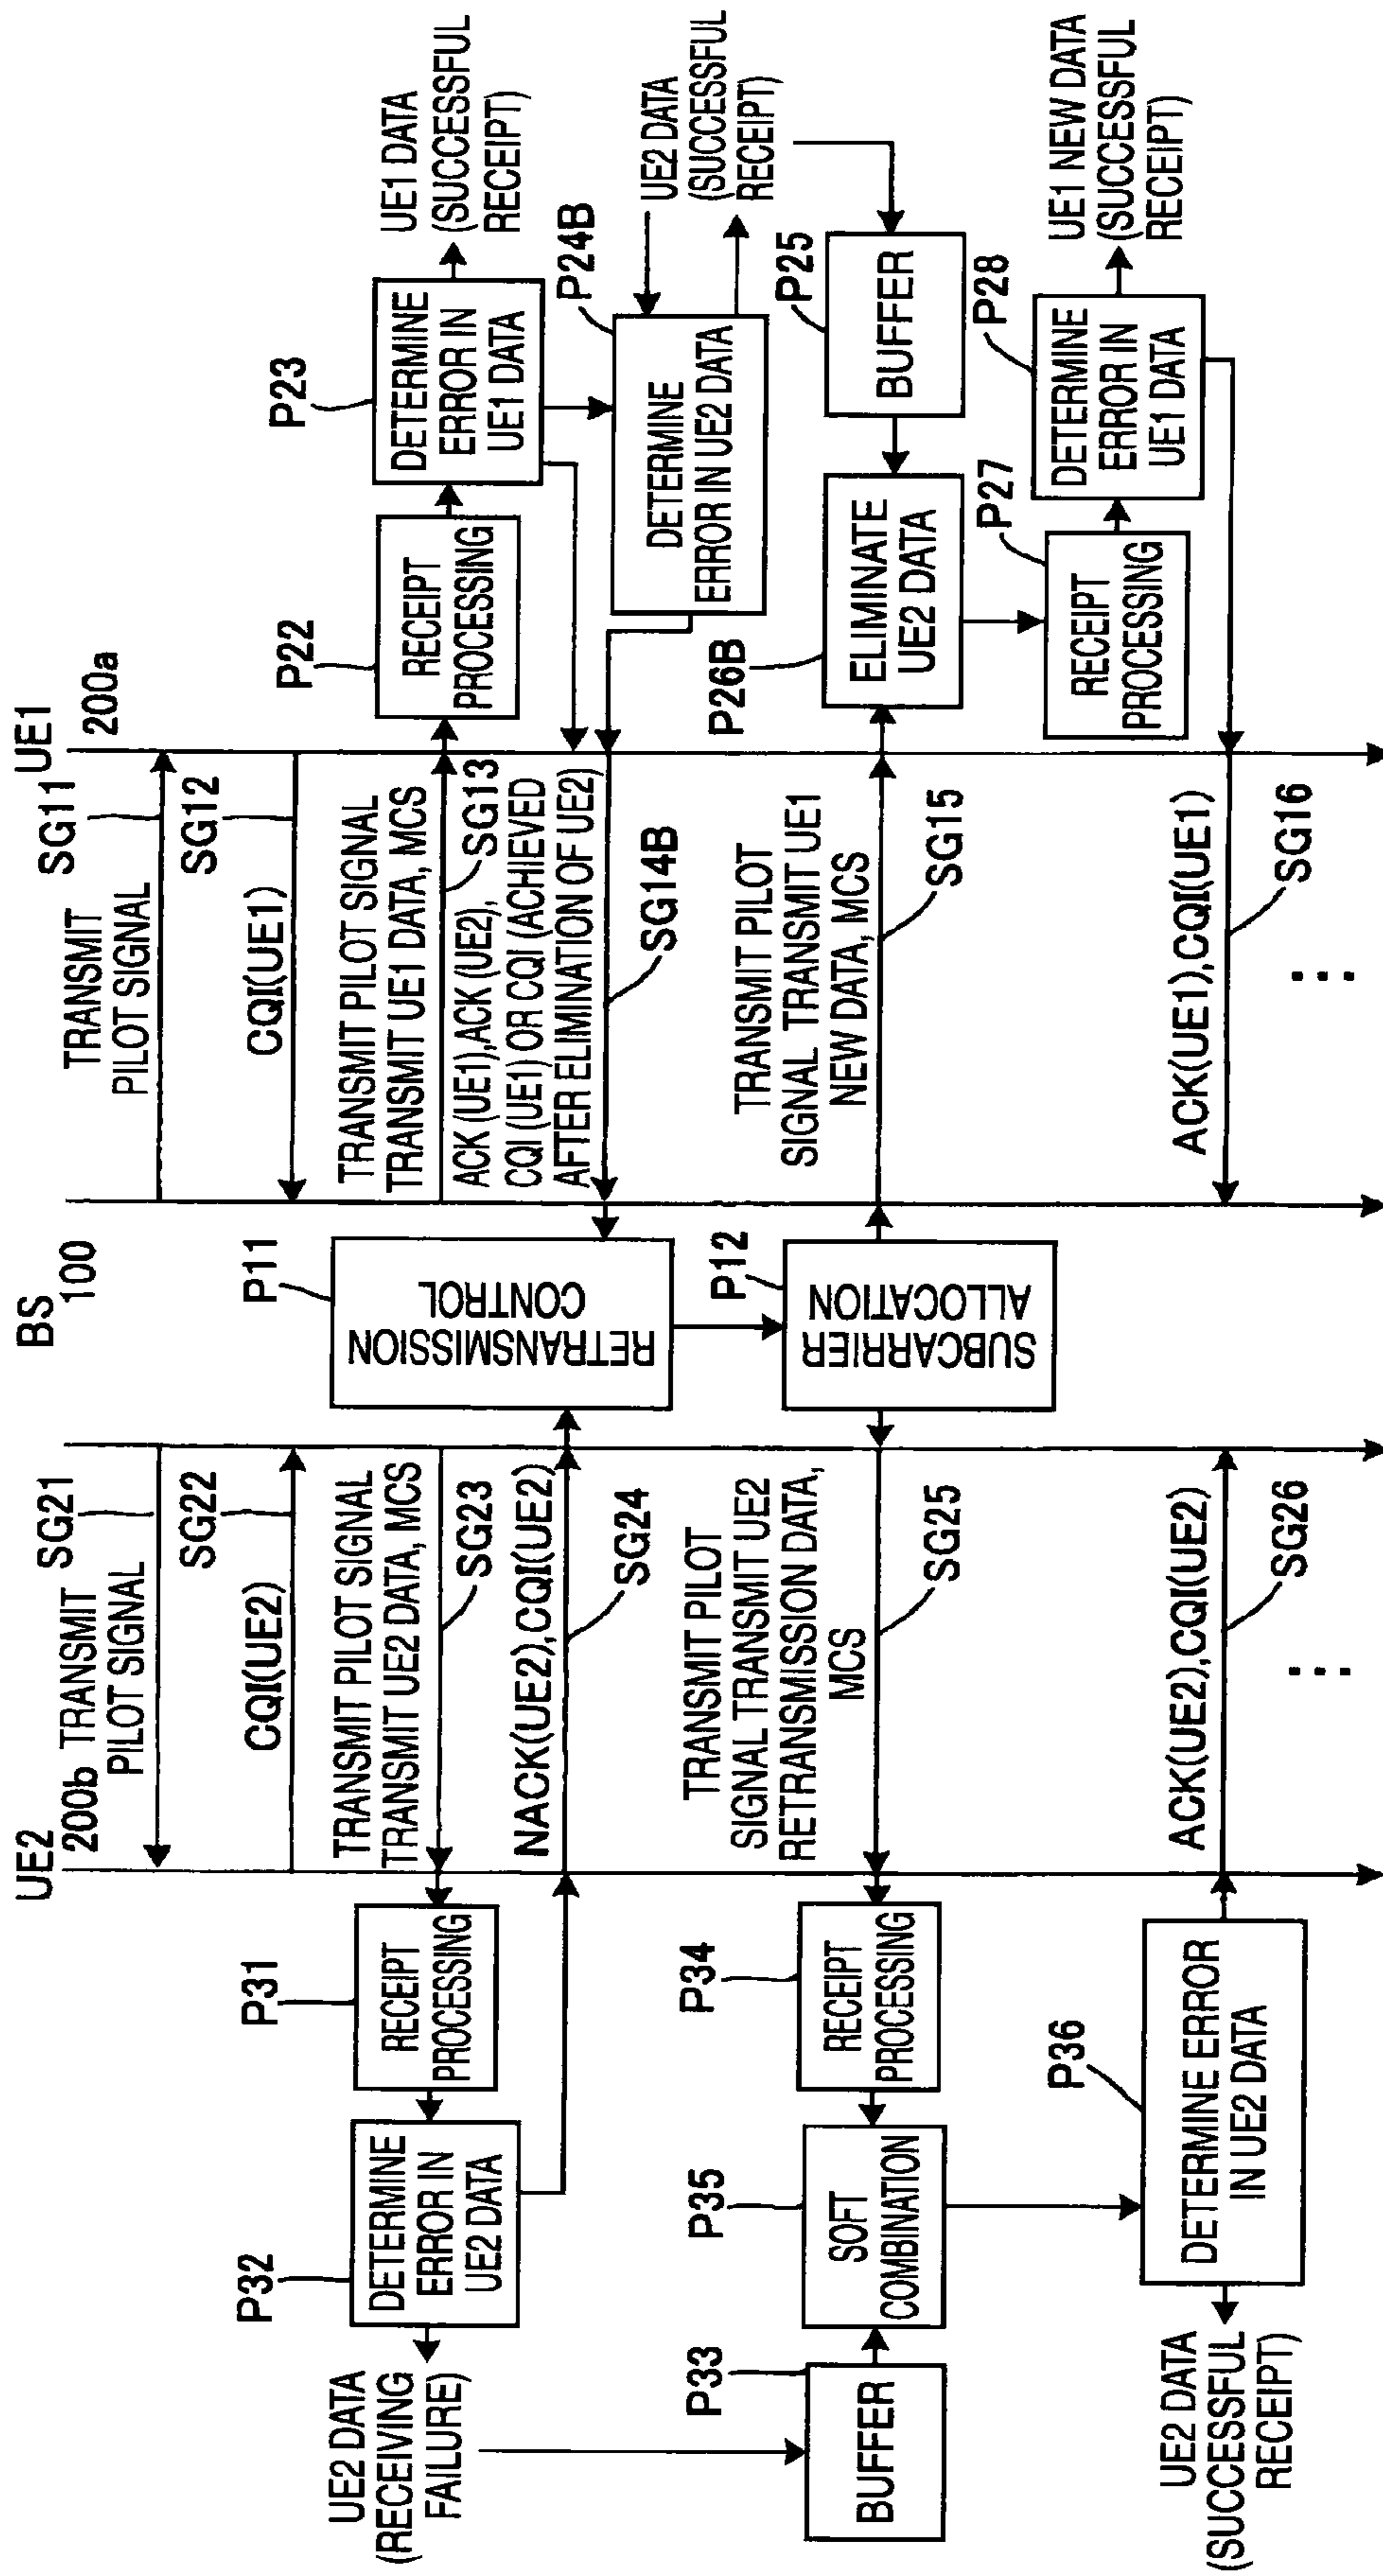 UE2
200b
BS
100
UE1
200a
SG21
TRANSMIT
PILOT SIGNAL
SG22
CQI(UE2)
TRANSMIT PILOT SIGNAL
TRANSMIT UE2 DATA, MCS
SG23
NACK(UE2),CQI(UE2)
SG24
TRANSMIT PILOT
SIGNAL TRANSMIT UE2
RETRANSMISSION DATA,
MCS
SG25
ACK(UE2),CQI(UE2)
SG26
P31
RECEIPT
PROCESSING
P32
DETERMINE
ERROR IN
UE2 DATA
UE2 DATA
(RECEIVING
FAILURE)
P33
BUFFER
P34
RECEIPT
PROCESSING
P35
SOFT
COMBINATION
P36
DETERMINE ERROR
IN UE2 DATA
UE2 DATA
(SUCCESSFUL
RECEIPT)
P11
RETRANSMISSION
CONTROL
P12
SUBCARRIER
ALLOCATION
SG11
TRANSMIT
PILOT SIGNAL
SG12
CQI(UE1)
TRANSMIT PILOT SIGNAL
TRANSMIT UE1 DATA, MCS
SG13
ACK (UE1),ACK (UE2),
CQI (UE1) OR CQI (ACHIEVED
AFTER ELIMINATION OF UE2)
SG14B
TRANSMIT PILOT
SIGNAL TRANSMIT UE1
NEW DATA, MCS
SG15
ACK(UE1),CQI(UE1)
SG16
P22
RECEIPT
PROCESSING
P23
DETERMINE
ERROR IN
UE1 DATA
UE1 DATA
(SUCCESSFUL
RECEIPT)
P24B
DETERMINE
ERROR IN UE2 DATA
UE2 DATA
(SUCCESSFUL
RECEIPT)
P25
BUFFER
P26B
ELIMINATE
UE2 DATA
P27
RECEIPT
PROCESSING
P28
DETERMINE
ERROR IN
UE1 DATA
UE1 NEW DATA
(SUCCESSFUL
RECEIPT)